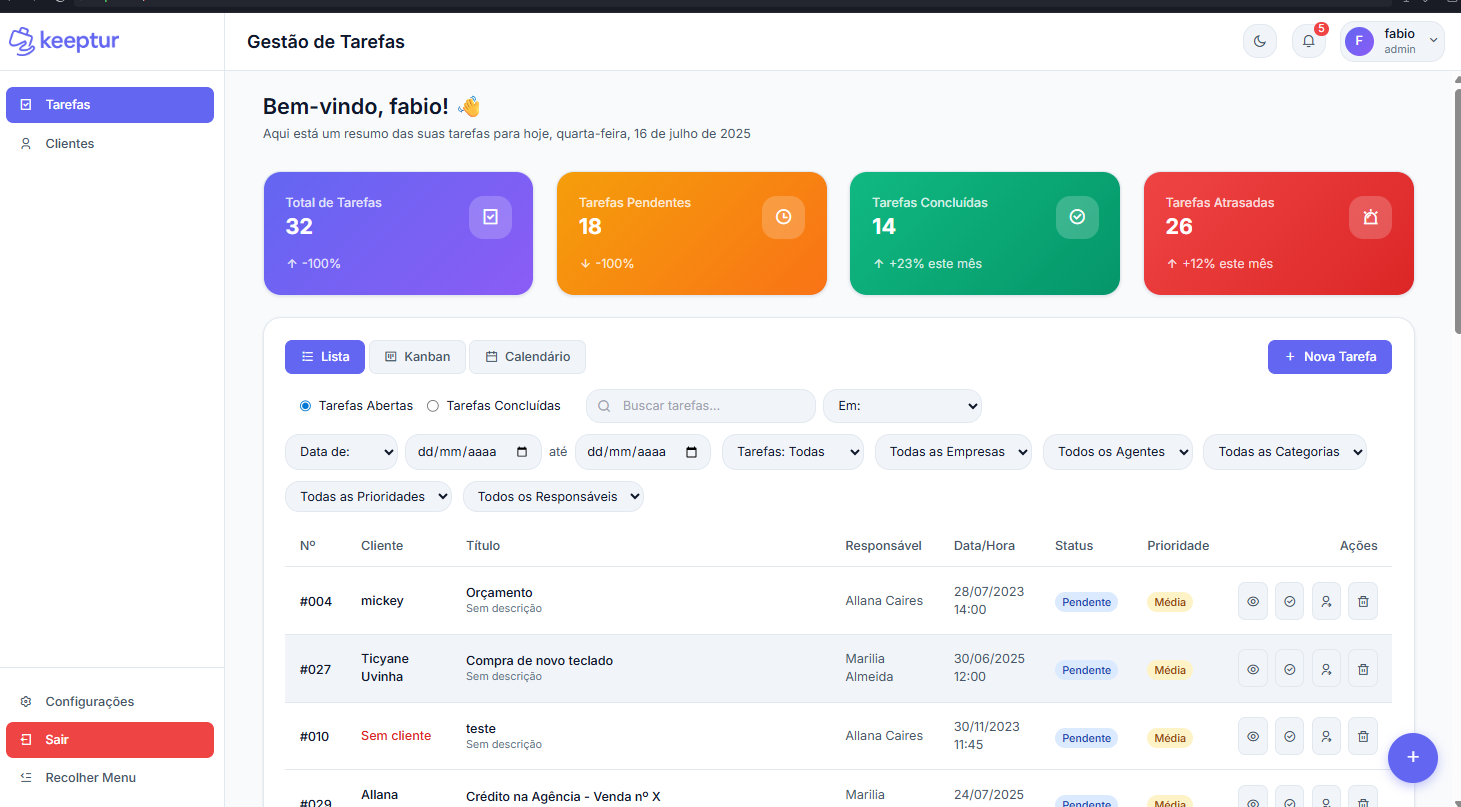 keeptur
Gestão de Tarefas
5
F
fabio
admin
Tarefas
Clientes
Bem-vindo, fabio! 👋
Aqui está um resumo das suas tarefas para hoje, quarta-feira, 16 de julho de 2025
Total de Tarefas
32
↑ -100%
Tarefas Pendentes
18
↓ -100%
Tarefas Concluídas
14
↑ +23% este mês
Tarefas Atrasadas
26
↑ +12% este mês
Lista Kanban Calendário + Nova Tarefa
Tarefas Abertas Tarefas Concluídas Buscar tarefas... Em:
Data de: dd/mm/aaaa até dd/mm/aaaa Tarefas: Todas Todas as Empresas Todos os Agentes Todas as Categorias
Todas as Prioridades Todos os Responsáveis
Nº Cliente Título Responsável Data/Hora Status Prioridade Ações
#004 mickey Orçamento
Sem descrição
Allana Caires 28/07/2023
14:00
Pendente Média
#027 Ticyane
Uvinha
Compra de novo teclado
Sem descrição
Marilia
Almeida
30/06/2025
12:00
Pendente Média
#010 Sem cliente teste
Sem descrição
Allana Caires 30/11/2023
11:45
Pendente Média
#029 Allana Crédito na Agência - Venda nº X Marilia 24/07/2025 Pendente Média
+
Configurações
Sair
Recolher Menu